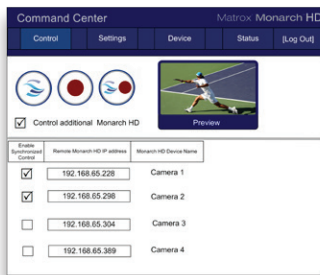 Command Center
Matrox Monarch HD
Control Settings Device Status [Log Out]
Control additional Monarch HD
Preview
Enable Synchronized Control
Remote Monarch HD IP address
Monarch HD Device Name
192.168.65.228 Camera 1
192.168.65.298 Camera 2
192.168.65.304 Camera 3
192.168.65.389 Camera 4